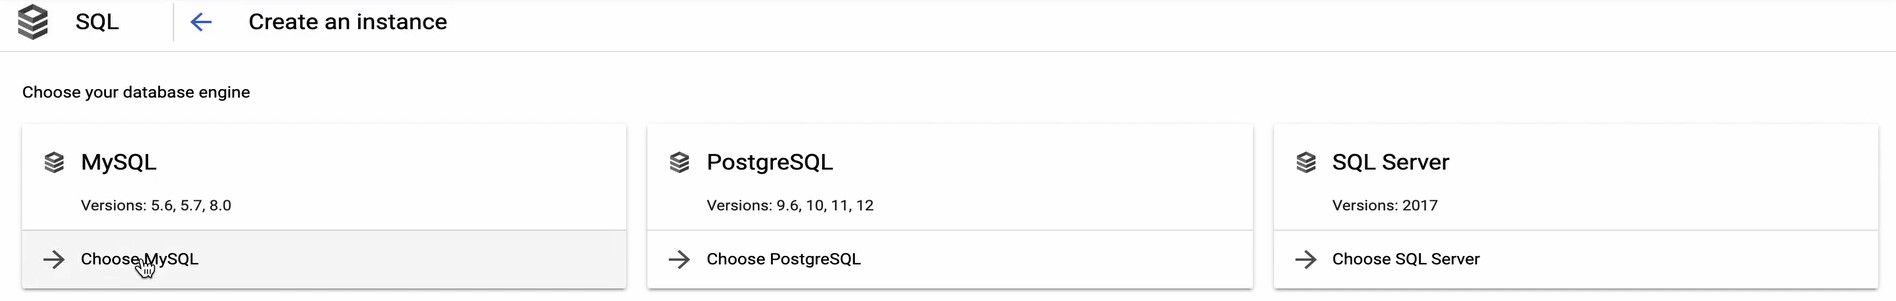 SQL
Create an instance
Choose your database engine
MySQL
Versions: 5.6, 5.7, 8.0
Choose MySQL
PostgreSQL
Versions: 9.6, 10, 11, 12
Choose PostgreSQL
SQL Server
Versions: 2017
Choose SQL Server